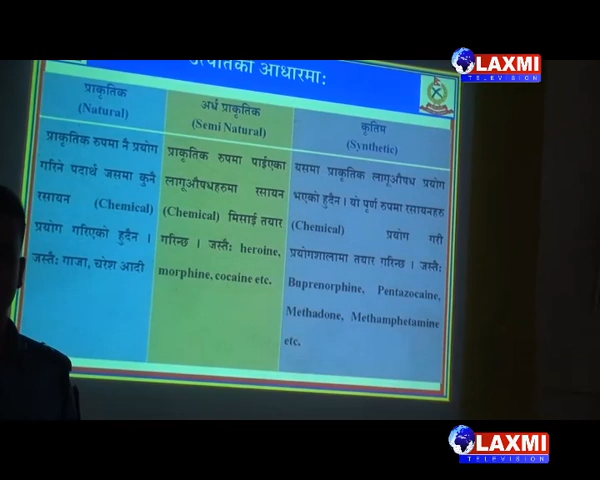 LAXMI
TELEVISION
उत्पत्तिको आधारमाः
प्राकृतिक
(Natural)
प्राकृतिक रुपमा नै प्रयोग
गरिने पदार्थ जसमा कुनै
रसायन (Chemical)
प्रयोग गरिएको हुदैन ।
जस्तैः गाजा, चरेश आदी
अर्ध प्राकृतिक
(Semi Natural)
प्राकृतिक रुपमा पाईएका
लागूऔषधहरुमा रसायन
(Chemical) मिसाई तयार
गरिन्छ । जस्तैः heroine,
morphine, cocaine etc.
कृतिम
(Synthetic)
यसमा प्राकृतिक लागूऔषध प्रयोग
भएको हुदैन । यो पूर्ण रुपमा रसायनहरु
(Chemical) प्रयोग गरी
प्रयोगशालामा तयार गरिन्छ । जस्तैः
Buprenorphine, Pentazocaine,
Methadone, Methamphetamine
etc.
LAXMI
TELEVISION